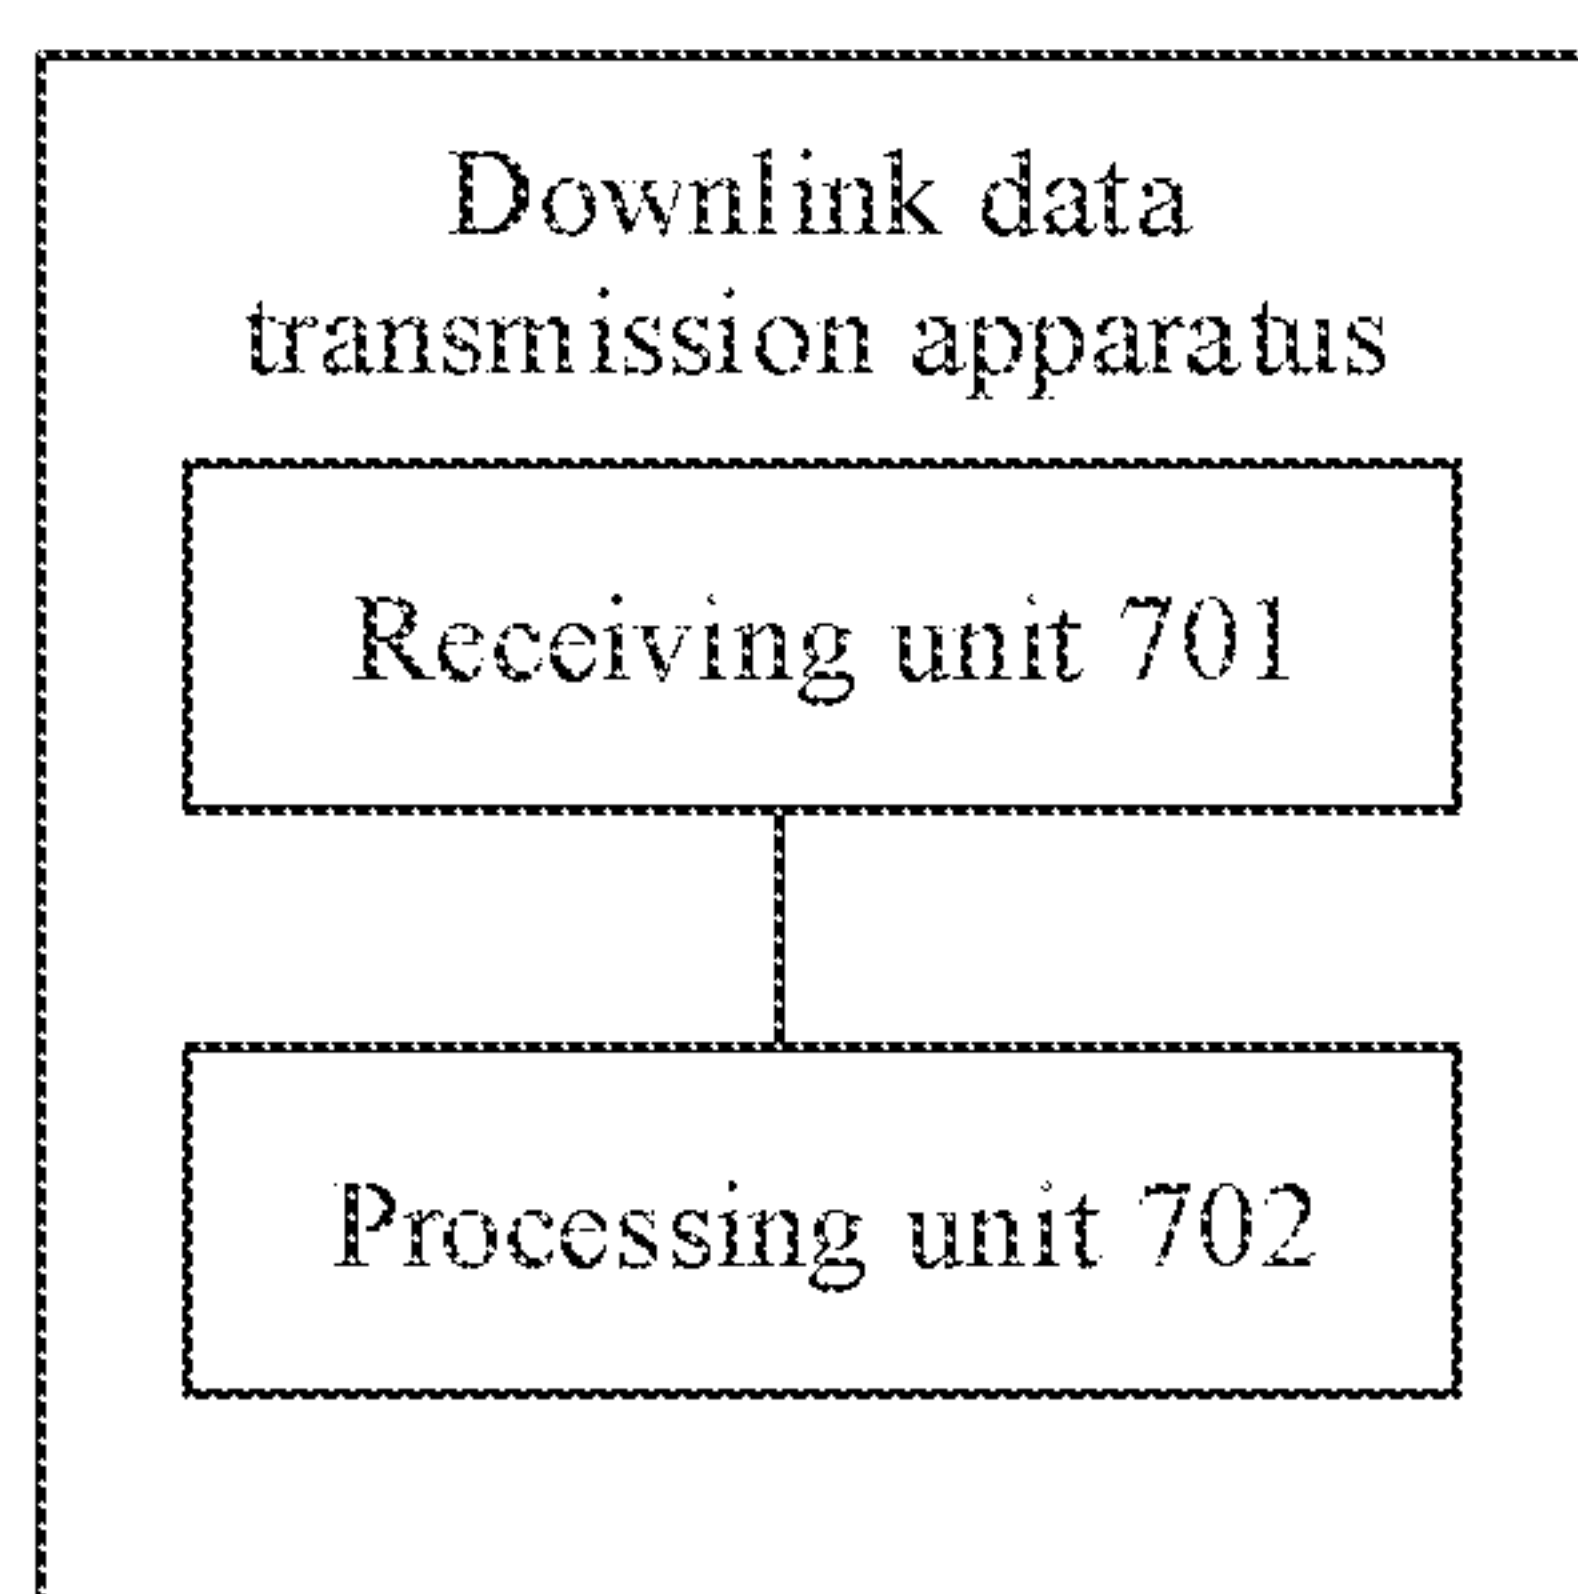 Downlink data
transmission apparatus
Receiving unit 701
Processing unit 702